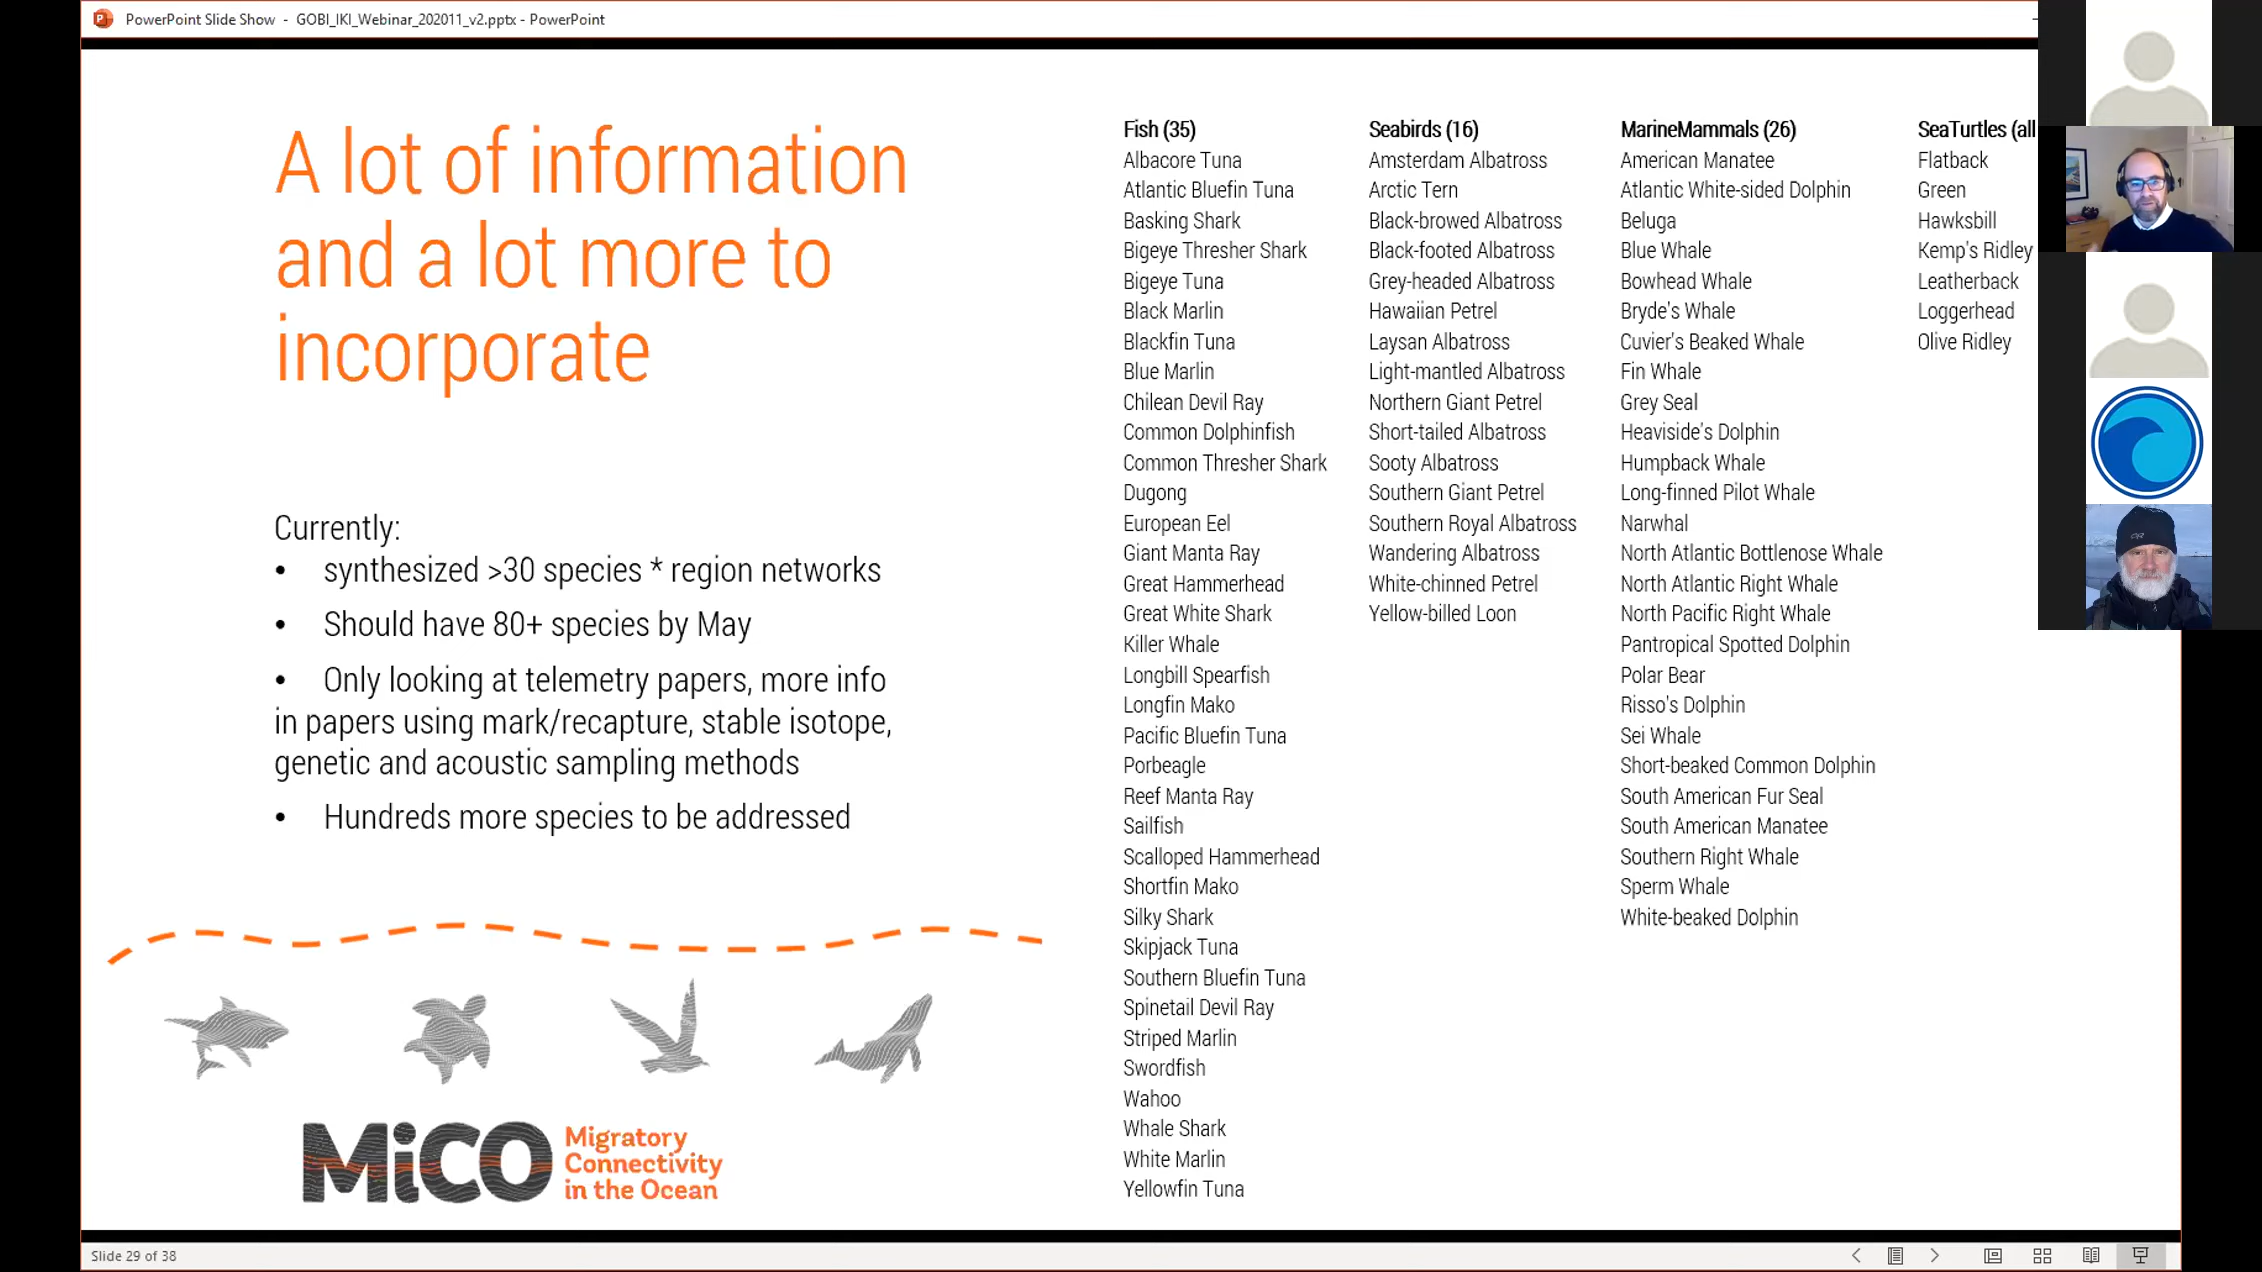 PowerPoint Slide Show - GOBI_IKI_Webinar_202011_v2.pptx - PowerPoint
A lot of information
and a lot more to
incorporate
Currently:
• synthesized >30 species * region networks
• Should have 80+ species by May
• Only looking at telemetry papers, more info
in papers using mark/recapture, stable isotope,
genetic and acoustic sampling methods
• Hundreds more species to be addressed
MiCO
Migratory
Connectivity
in the Ocean
Fish (35)
Albacore Tuna
Atlantic Bluefin Tuna
Basking Shark
Bigeye Thresher Shark
Bigeye Tuna
Black Marlin
Blackfin Tuna
Blue Marlin
Chilean Devil Ray
Common Dolphinfish
Common Thresher Shark
Dugong
European Eel
Giant Manta Ray
Great Hammerhead
Great White Shark
Killer Whale
Longbill Spearfish
Longfin Mako
Pacific Bluefin Tuna
Porbeagle
Reef Manta Ray
Sailfish
Scalloped Hammerhead
Shortfin Mako
Silky Shark
Skipjack Tuna
Southern Bluefin Tuna
Spinetail Devil Ray
Striped Marlin
Swordfish
Wahoo
Whale Shark
White Marlin
Yellowfin Tuna
Seabirds (16)
Amsterdam Albatross
Arctic Tern
Black-browed Albatross
Black-footed Albatross
Grey-headed Albatross
Hawaiian Petrel
Laysan Albatross
Light-mantled Albatross
Northern Giant Petrel
Short-tailed Albatross
Sooty Albatross
Southern Giant Petrel
Southern Royal Albatross
Wandering Albatross
White-chinned Petrel
Yellow-billed Loon
MarineMammals (26)
American Manatee
Atlantic White-sided Dolphin
Beluga
Blue Whale
Bowhead Whale
Bryde's Whale
Cuvier's Beaked Whale
Fin Whale
Grey Seal
Heaviside's Dolphin
Humpback Whale
Long-finned Pilot Whale
Narwhal
North Atlantic Bottlenose Whale
North Atlantic Right Whale
North Pacific Right Whale
Pantropical Spotted Dolphin
Polar Bear
Risso's Dolphin
Sei Whale
Short-beaked Common Dolphin
South American Fur Seal
South American Manatee
Southern Right Whale
Sperm Whale
White-beaked Dolphin
SeaTurtles (all
Flatback
Green
Hawksbill
Kemp's Ridley
Leatherback
Loggerhead
Olive Ridley
OR
Slide 29 of 38